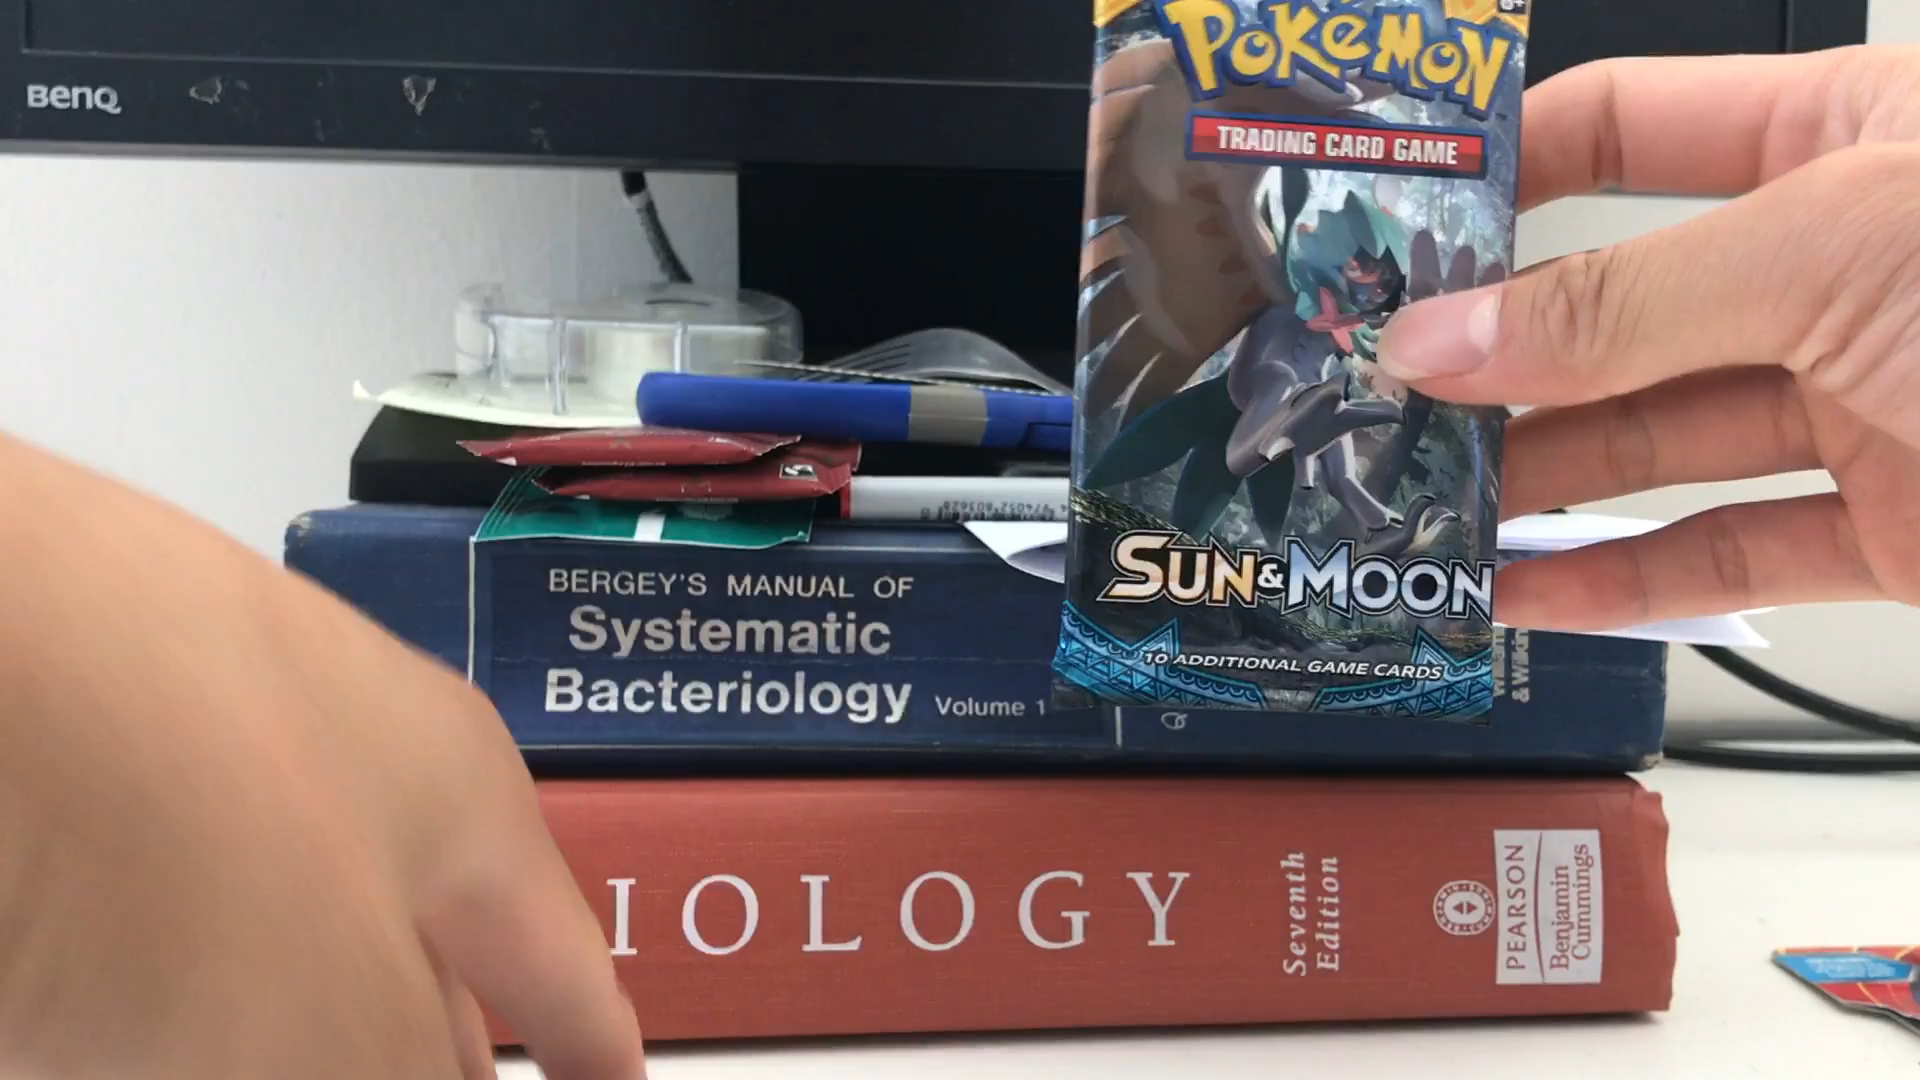 BenQ
POKéMON
TRADING CARD GAME
SUN & MOON
10 ADDITIONAL GAME CARDS
BERGEY'S MANUAL OF
Systematic
Bacteriology Volume 1
& Wilkins
IOLOGY
Seventh
Edition
PEARSON
Benjamin
Cummings